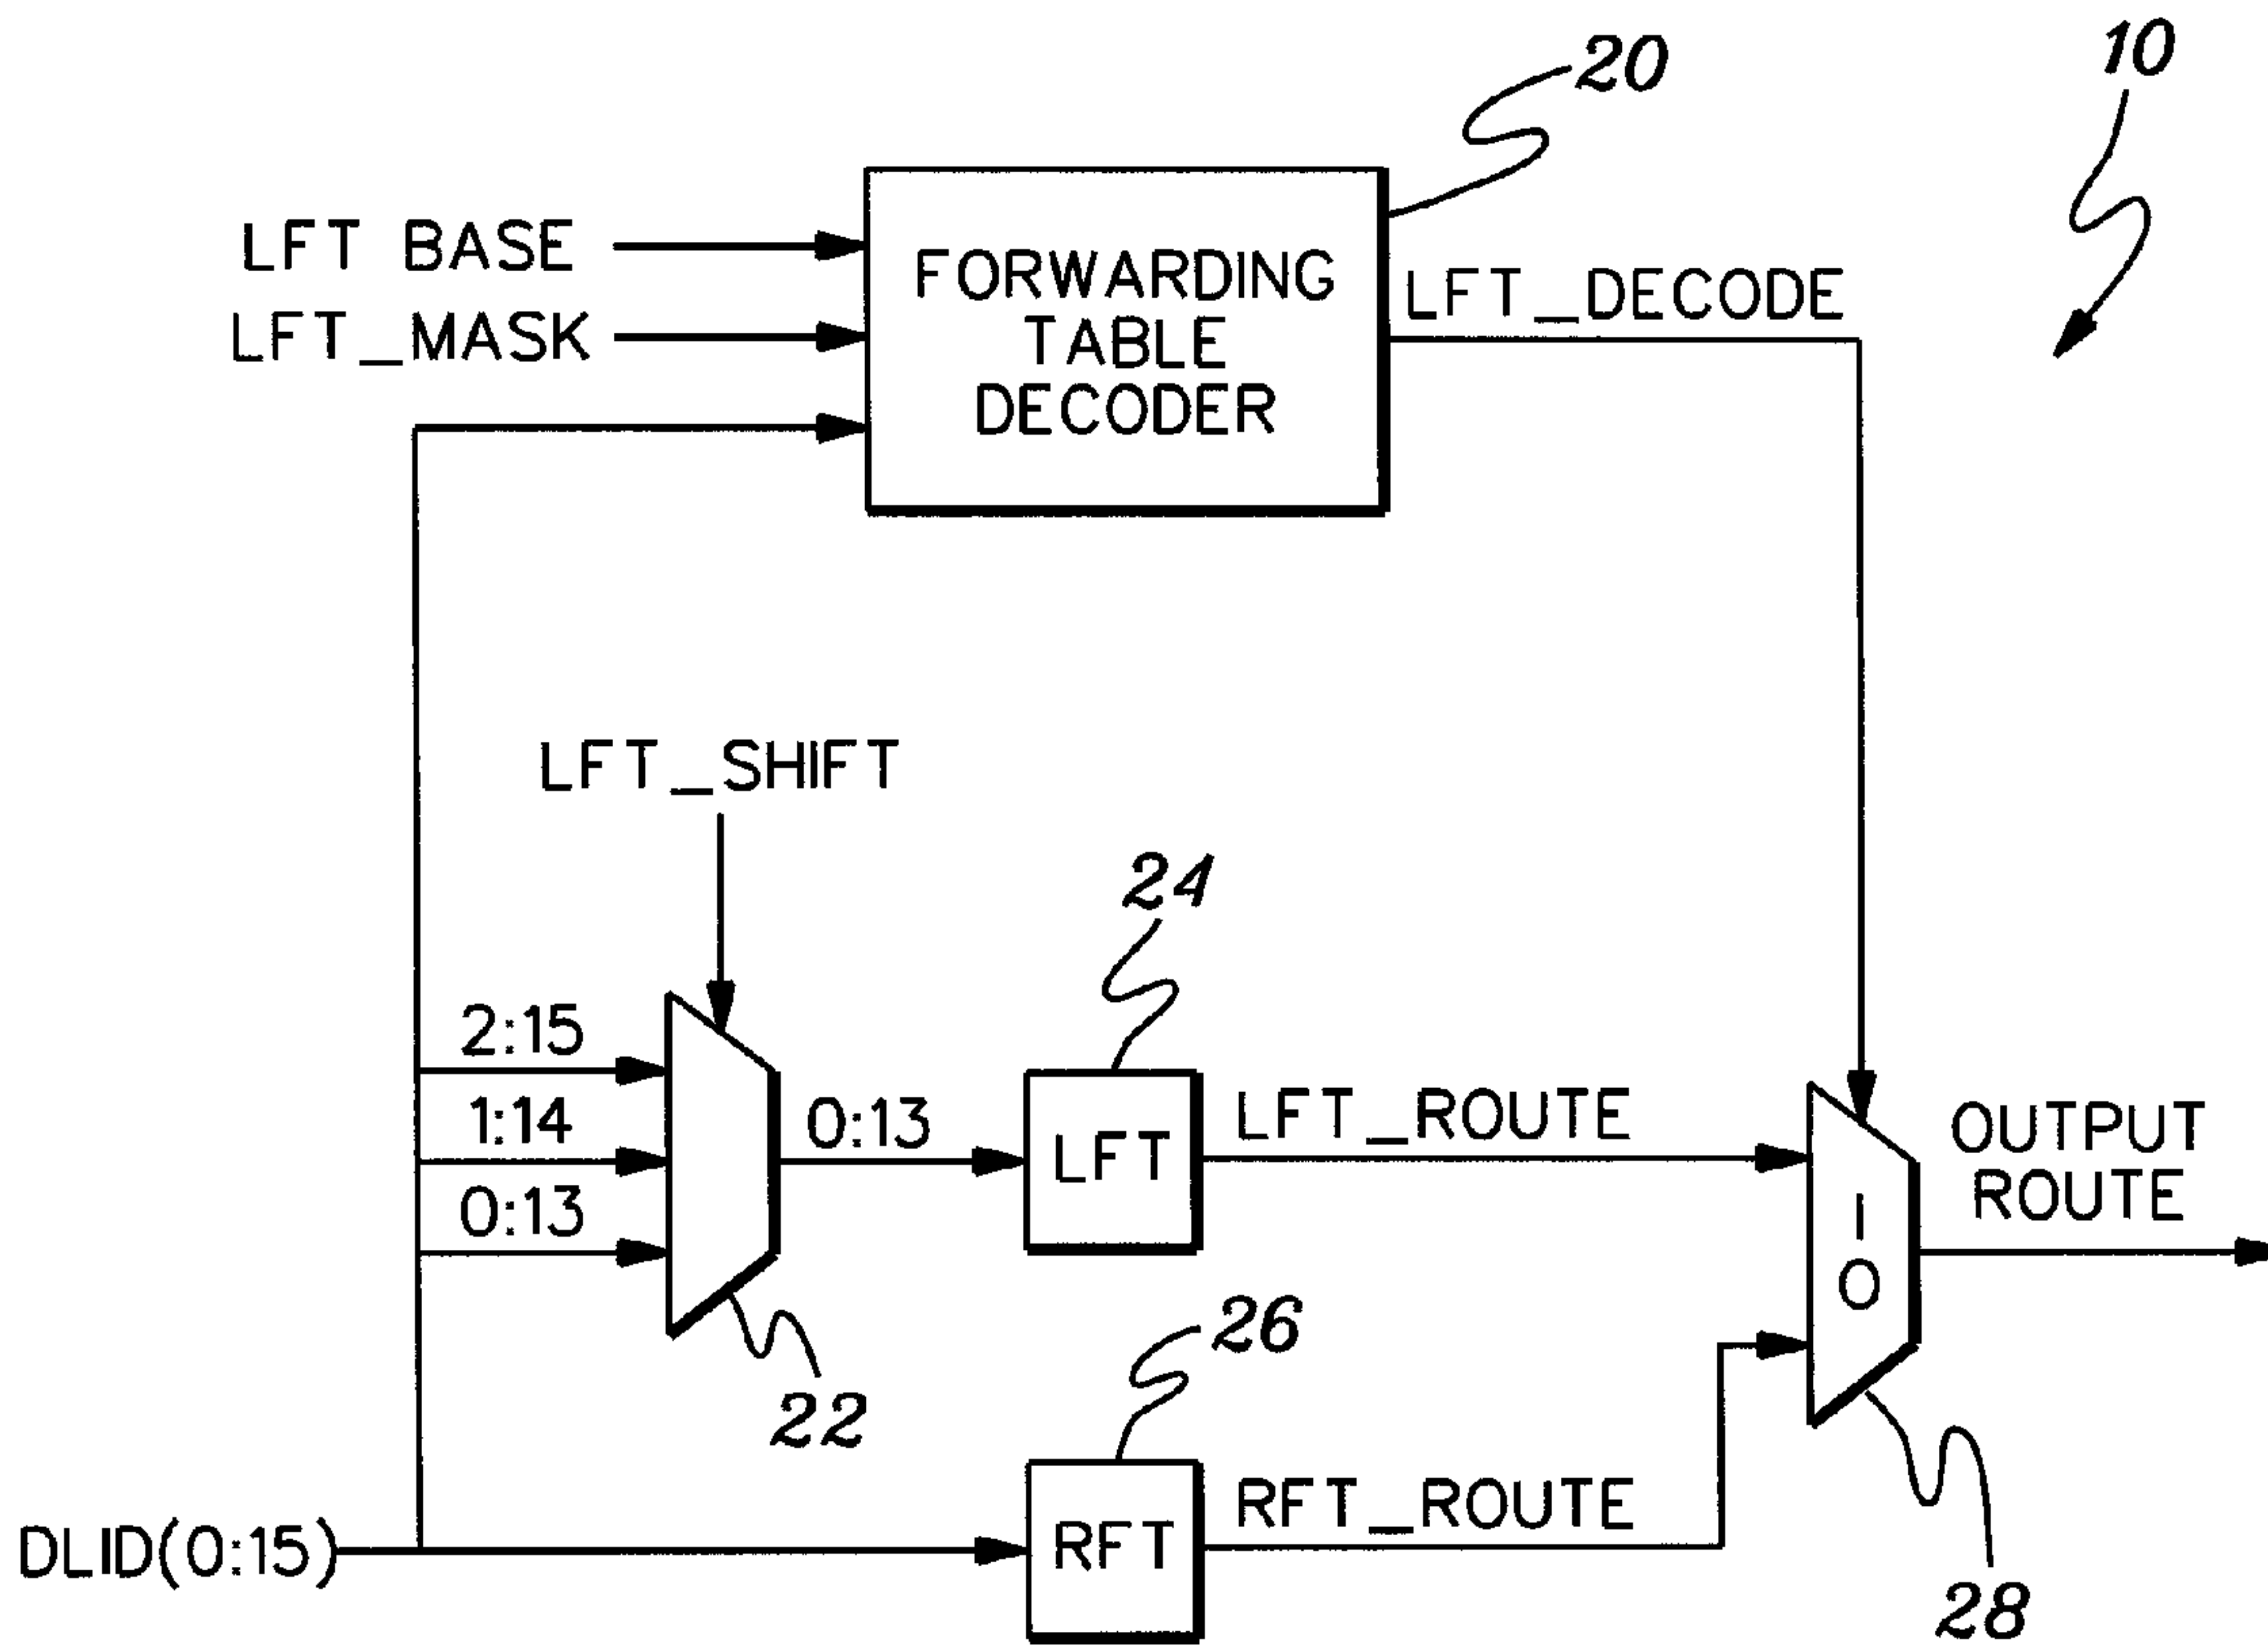 10
20
LFT BASE
LFT_MASK
FORWARDING
TABLE
DECODER
LFT_DECODE
LFT_SHIFT
24
2:15
1:14
0:13
0:13
LFT
LFT_ROUTE
1
0
OUTPUT
ROUTE
22
26
DLID(0:15)
RFT
RFT_ROUTE
28